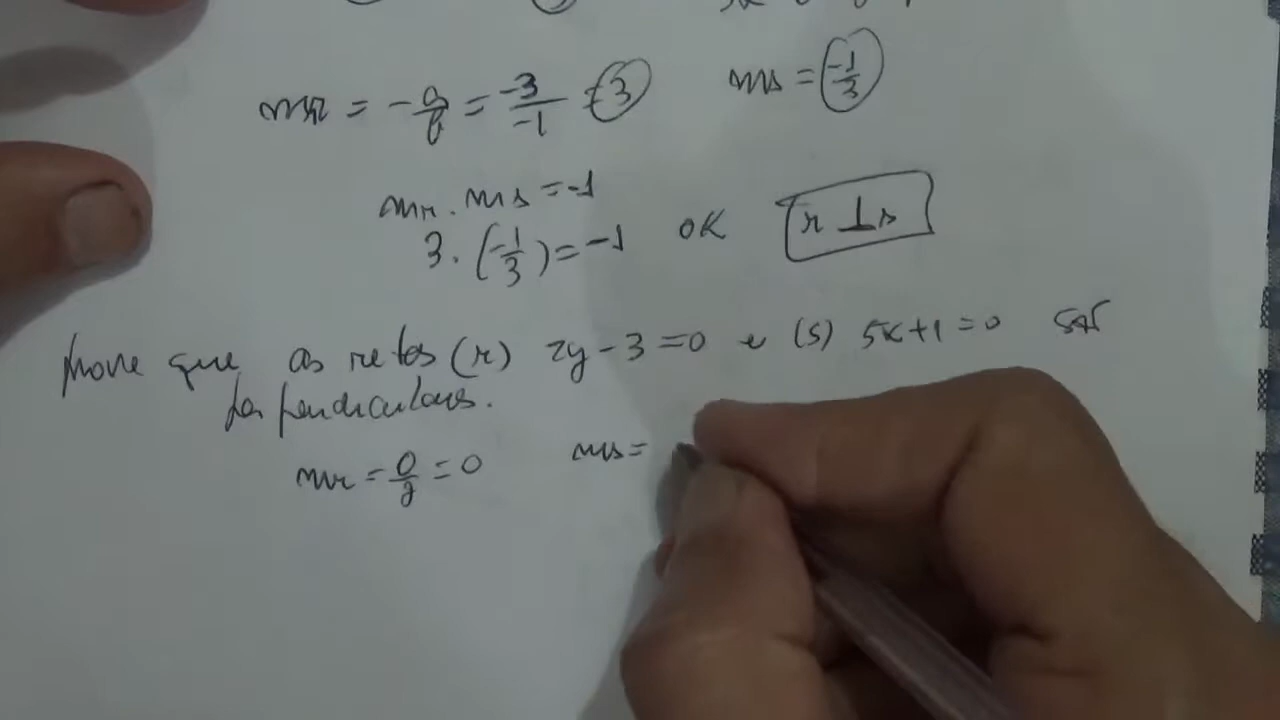 mr = -a/b = -3/-1 = 3    ms = -1/3
mr . ms = -1
3 . (-1/3) = -1    OK    r ⊥ s
Prove que as retas (r) 2y - 3 = 0 e (s) 5x + 1 = 0 são
perpendiculares.
mr = 0/2 = 0    ms =